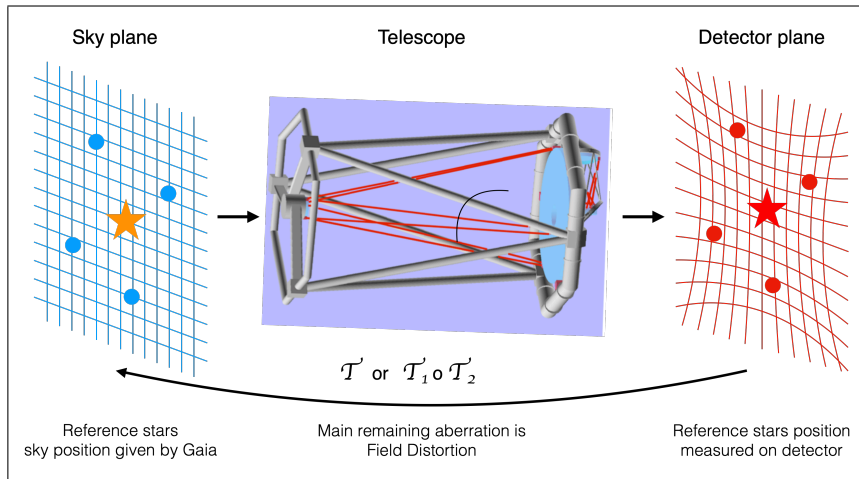 Sky plane
Telescope
Detector plane
𝒯 or 𝒯₁ o 𝒯₂
Reference stars
sky position given by Gaia
Main remaining aberration is
Field Distortion
Reference stars position
measured on detector